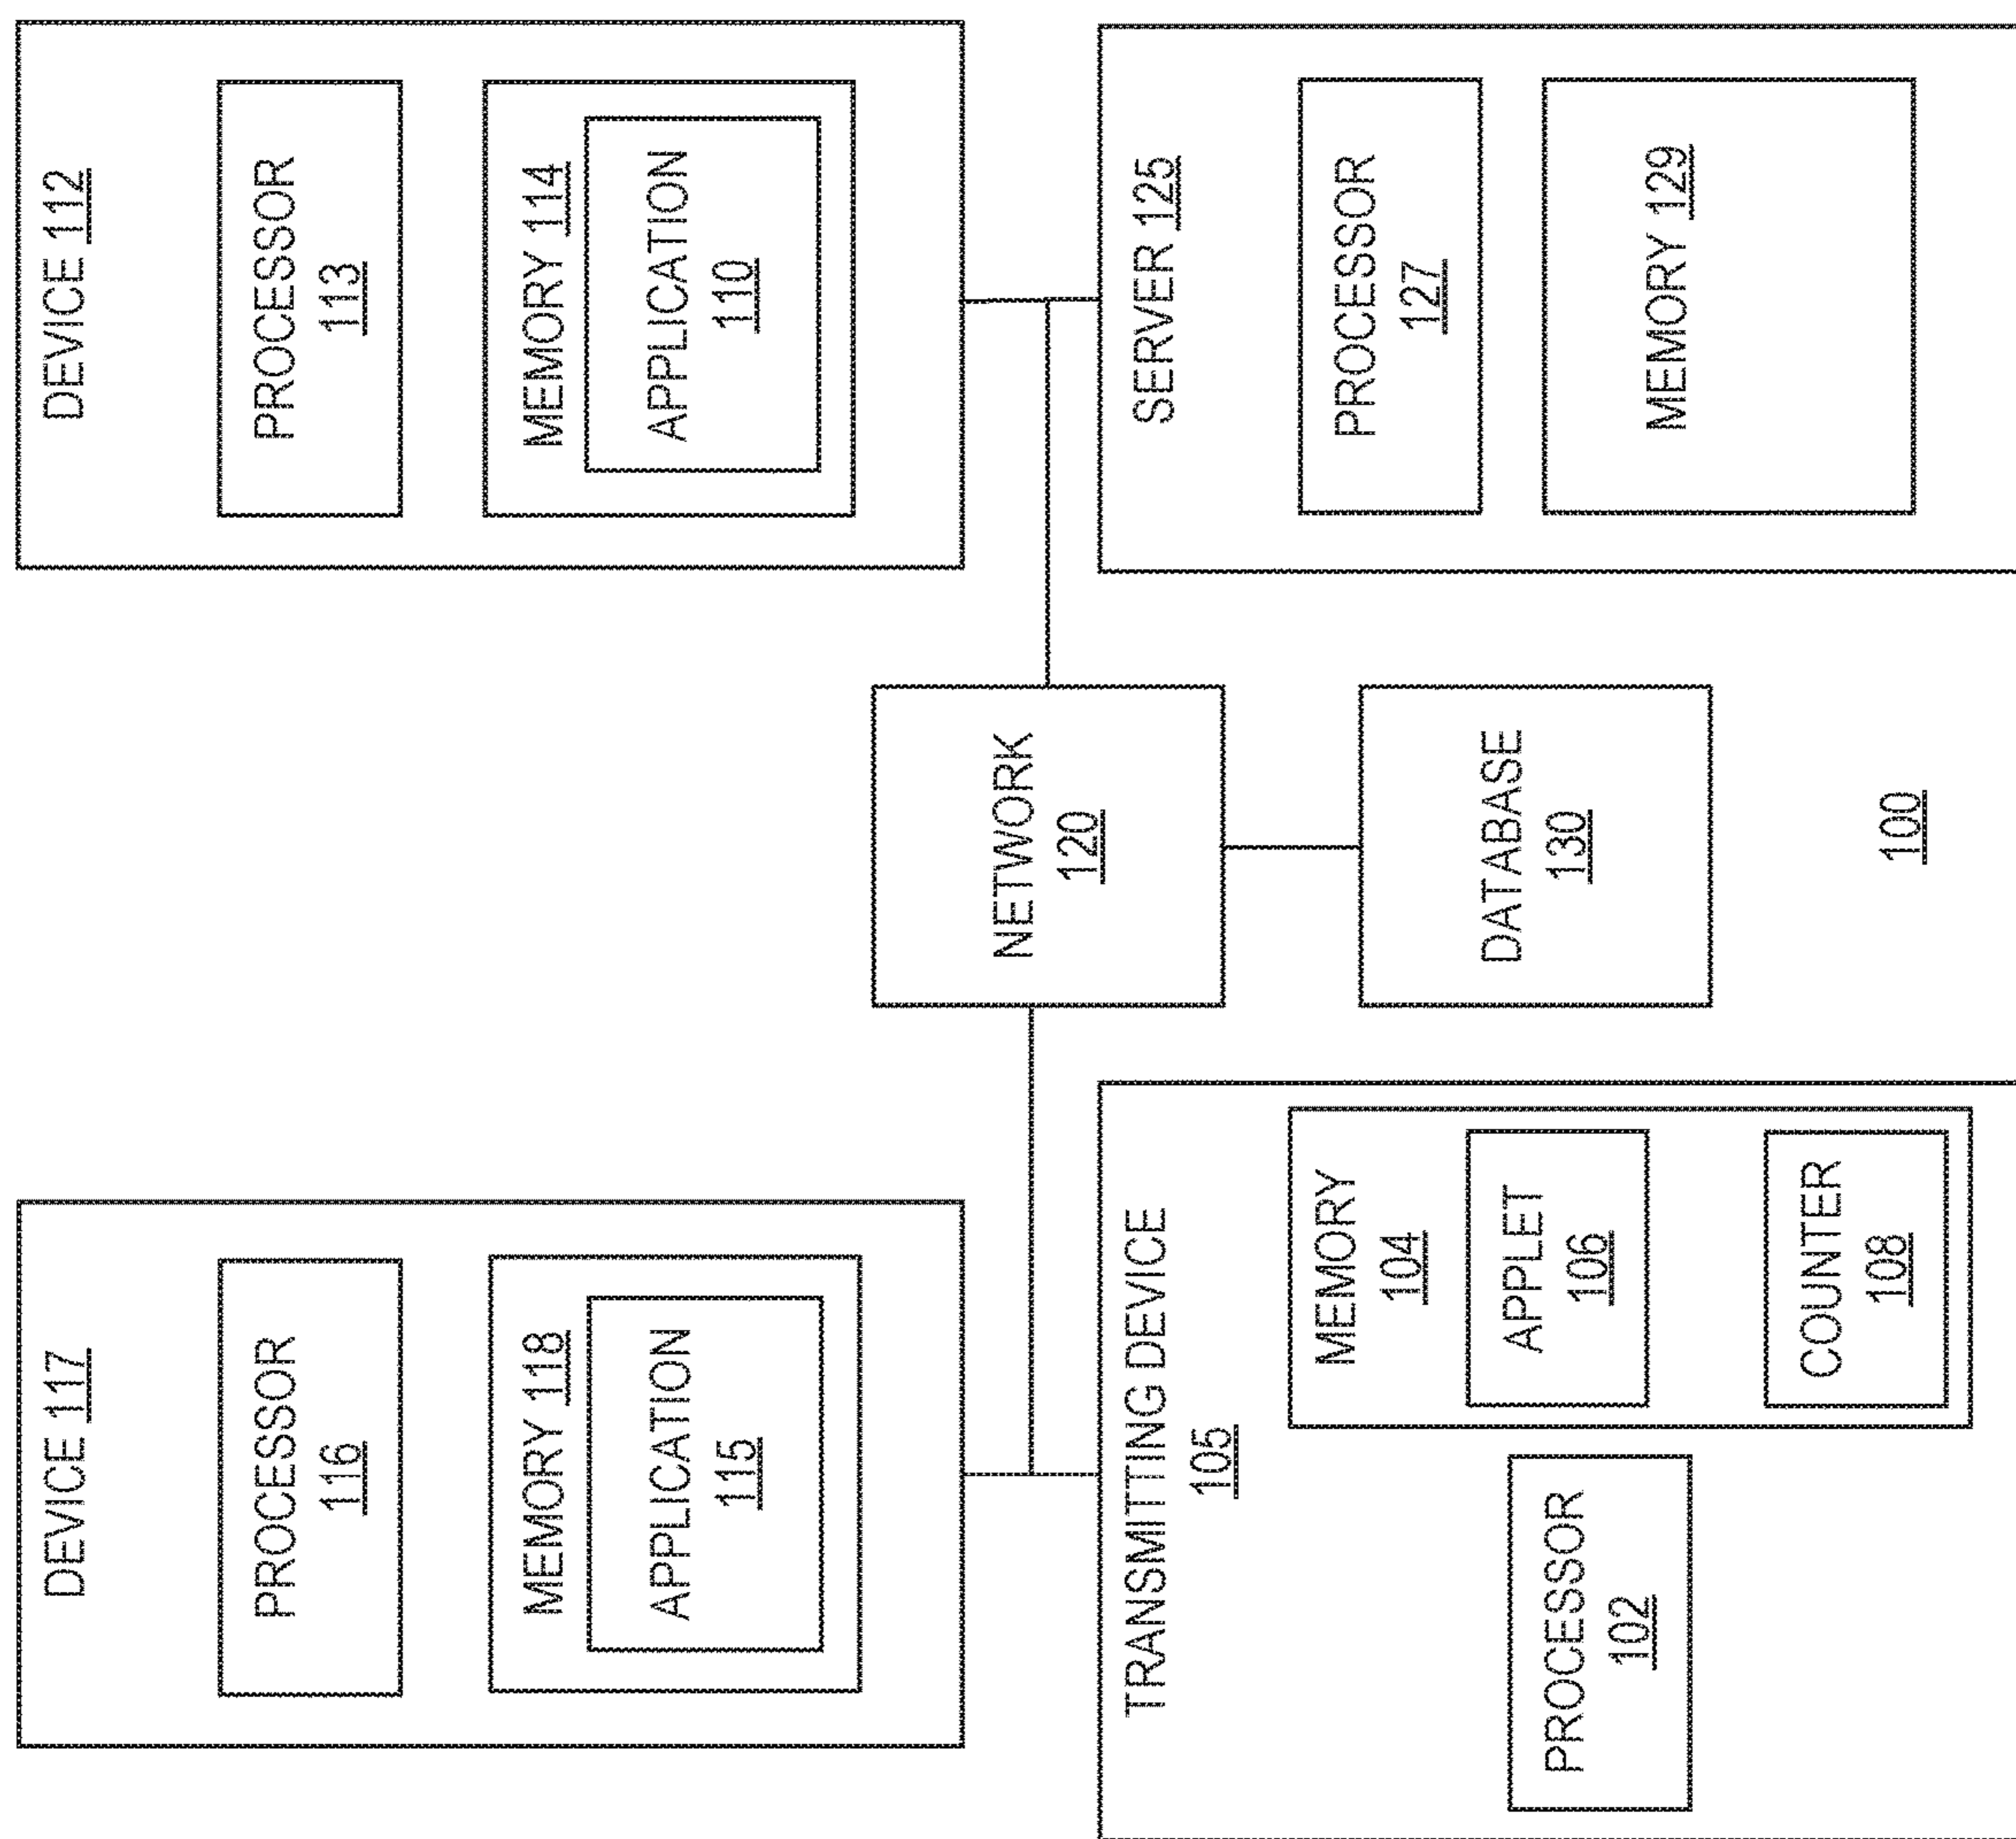 DEVICE 117
PROCESSOR
116
MEMORY 118
APPLICATION
115
TRANSMITTING DEVICE
105
PROCESSOR
102
MEMORY
104
APPLET
106
COUNTER
108
NETWORK
120
DATABASE
130
100
DEVICE 112
PROCESSOR
113
MEMORY 114
APPLICATION
110
SERVER 125
PROCESSOR
127
MEMORY 129